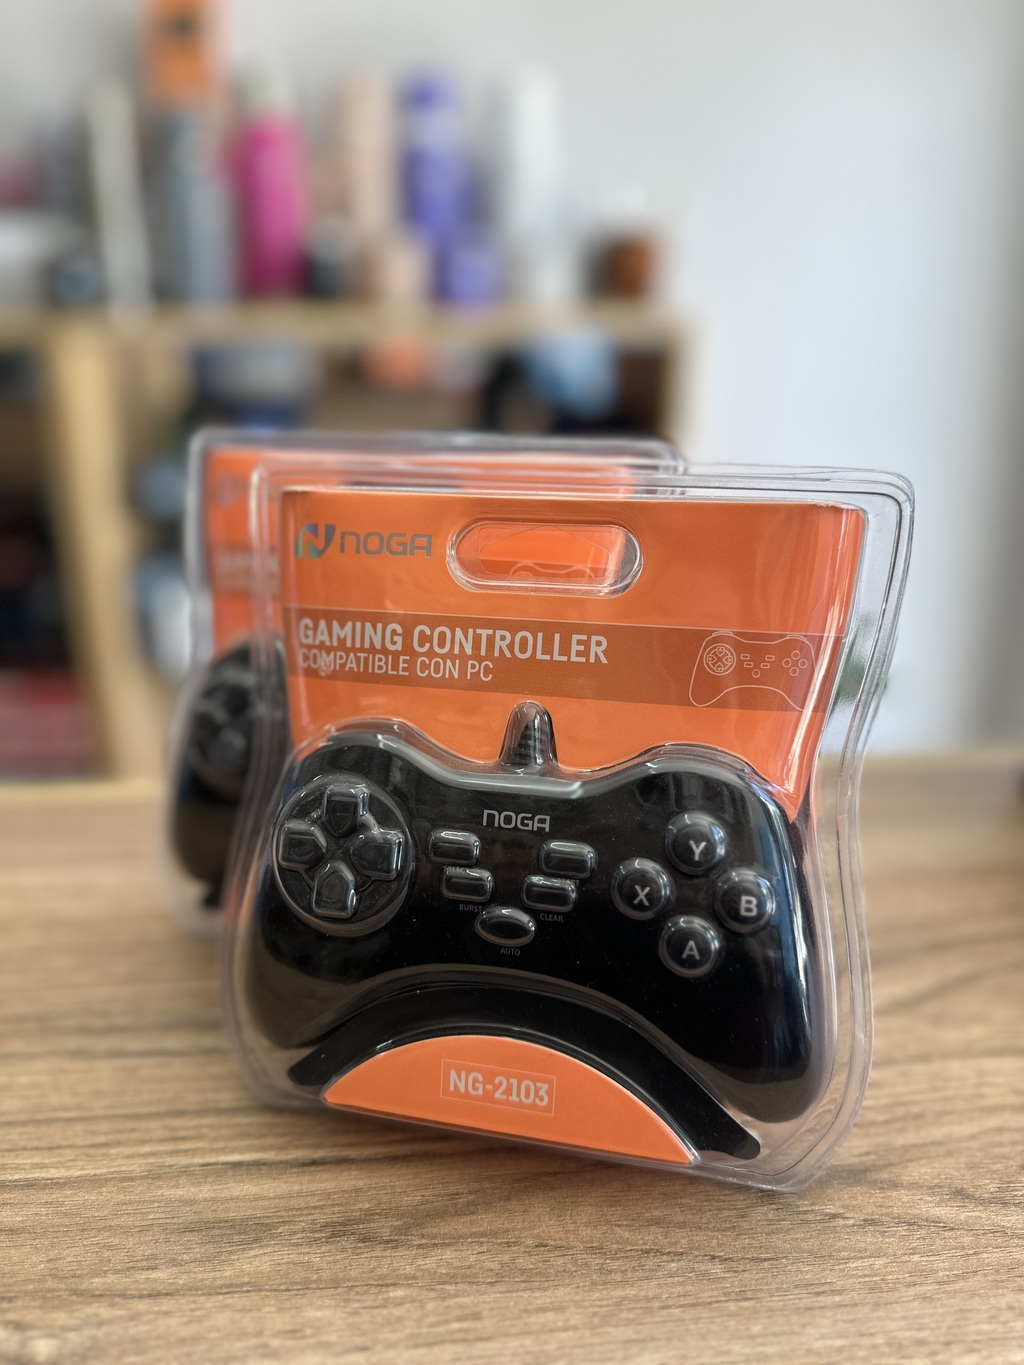 NOGA
GAMING CONTROLLER
COMPATIBLE CON PC
NOGA
BURST
CLEAR
AUTO
Y
X
B
A
NG-2103